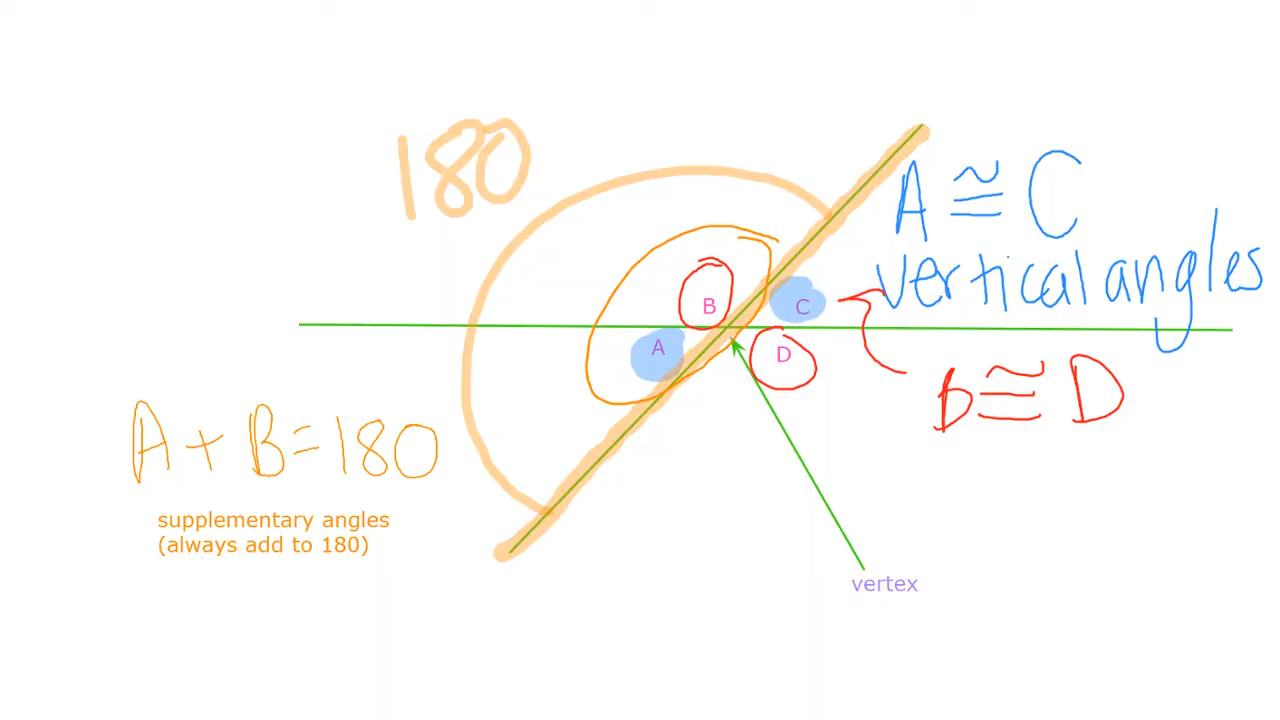 180
A ≅ C
vertical angles
B
C
A
D
B ≅ D
A + B = 180
supplementary angles
(always add to 180)
vertex